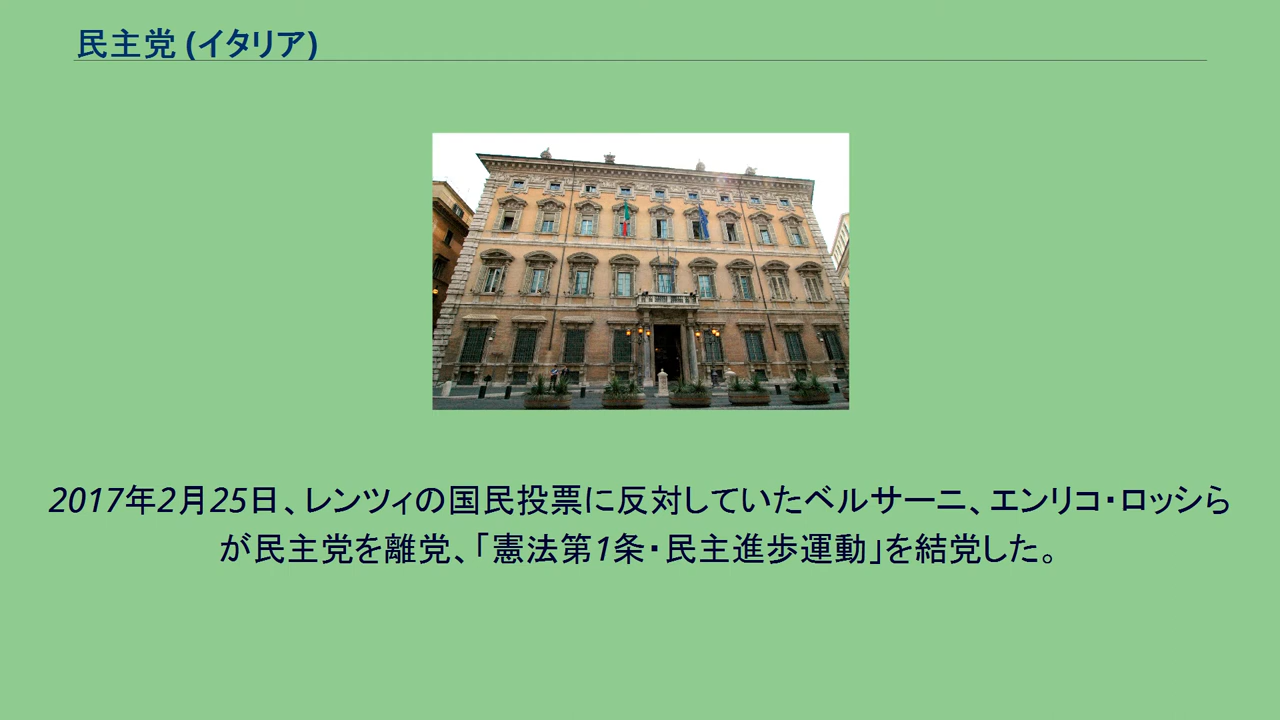 民主党 (イタリア)
2017年2月25日、レンツィの国民投票に反対していたベルサーニ、エンリコ・ロッシら
が民主党を離党、「憲法第1条・民主進歩運動」を結党した。